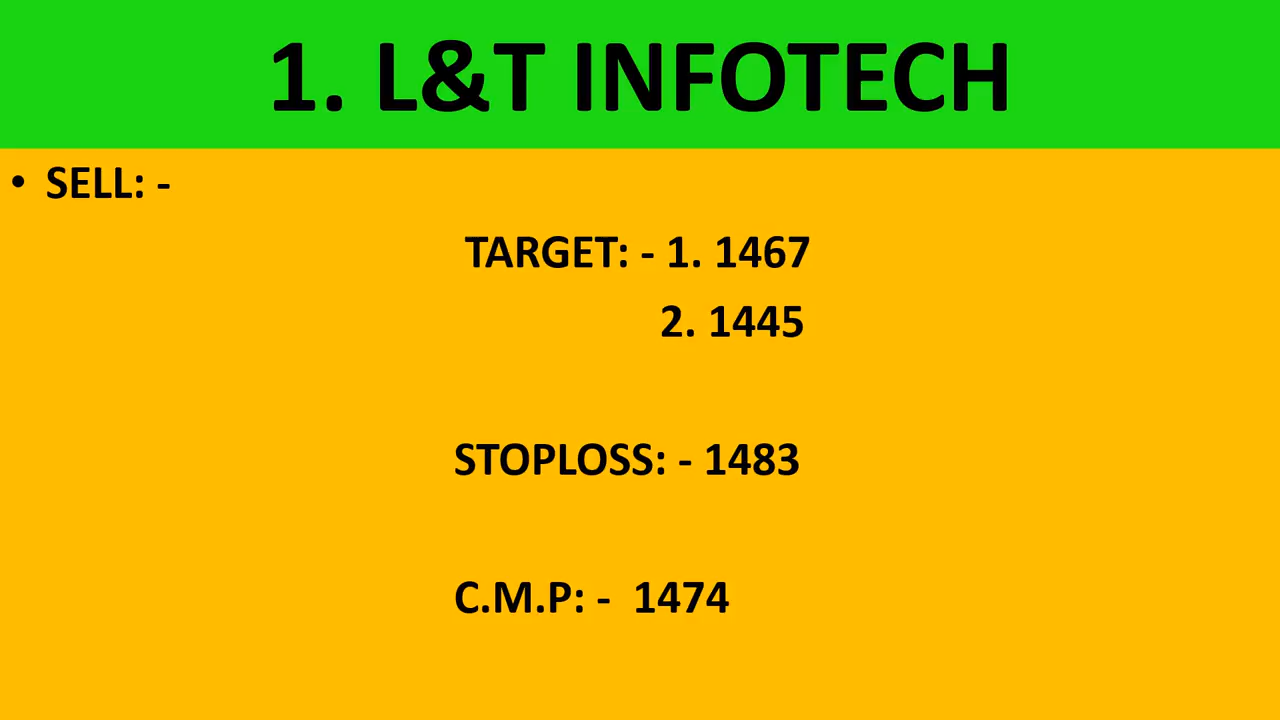 1. L&T INFOTECH
• SELL: -
TARGET: - 1. 1467
2. 1445
STOPLOSS: - 1483
C.M.P: - 1474